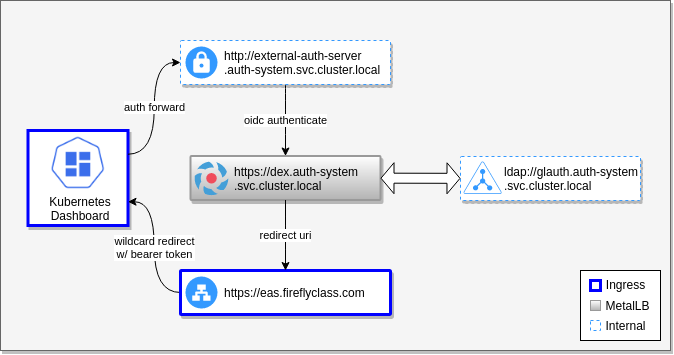 http://external-auth-server
.auth-system.svc.cluster.local
auth forward
oidc authenticate
Kubernetes
Dashboard
https://dex.auth-system
.svc.cluster.local
ldap://glauth.auth-system
.svc.cluster.local
wildcard redirect
w/ bearer token
redirect uri
https://eas.fireflyclass.com
Ingress
MetalLB
Internal